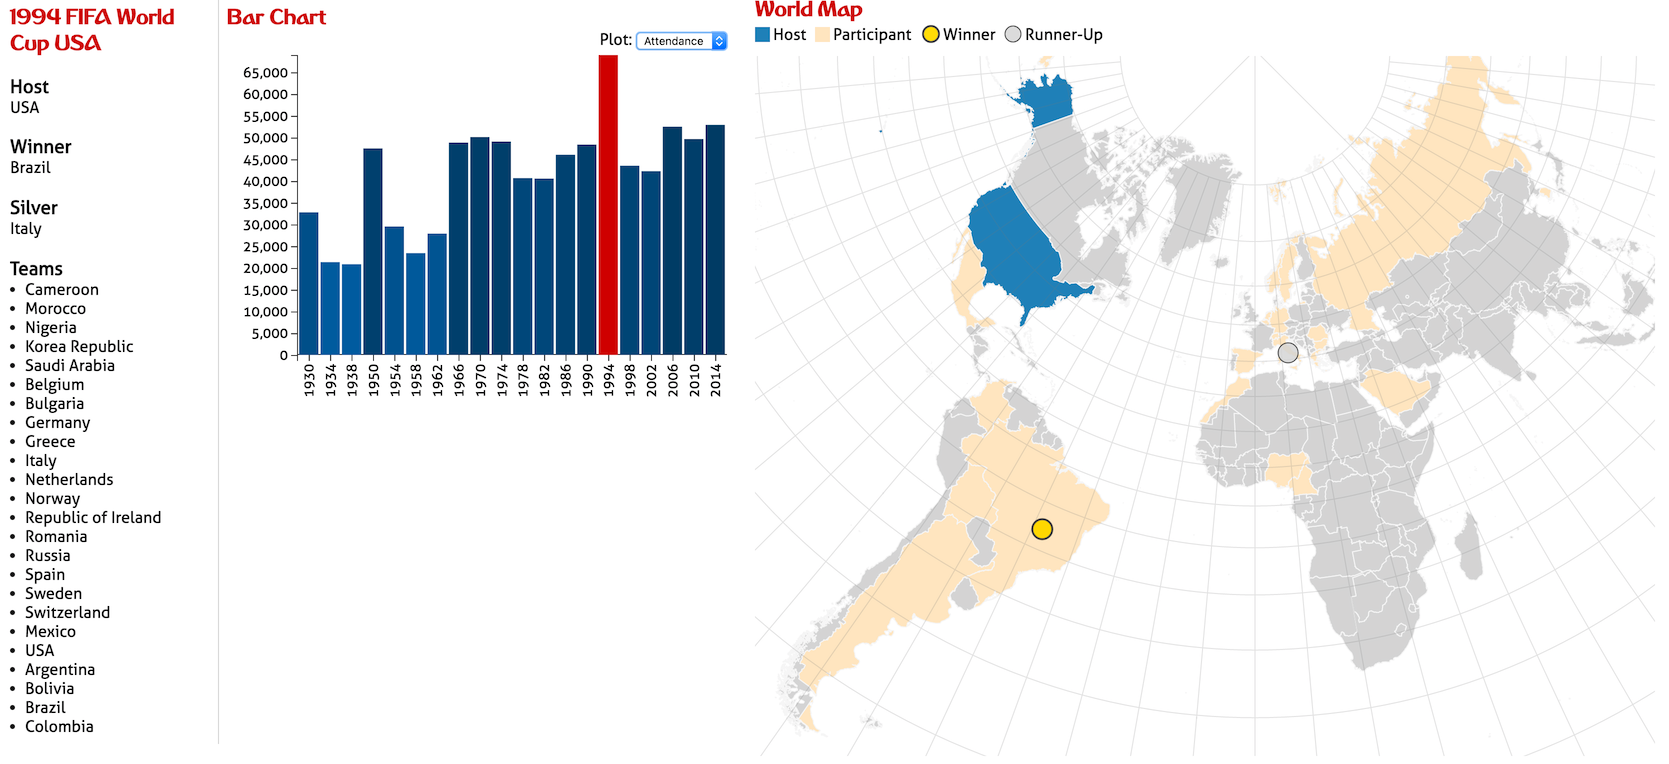 1994 FIFA World
Cup USA
Host
USA
Winner
Brazil
Silver
Italy
Teams
• Cameroon
• Morocco
• Nigeria
• Korea Republic
• Saudi Arabia
• Belgium
• Bulgaria
• Germany
• Greece
• Italy
• Netherlands
• Norway
• Republic of Ireland
• Romania
• Russia
• Spain
• Sweden
• Switzerland
• Mexico
• USA
• Argentina
• Bolivia
• Brazil
• Colombia
Bar Chart
Plot: Attendance
65,000
60,000
55,000
50,000
45,000
40,000
35,000
30,000
25,000
20,000
15,000
10,000
5,000
0
1930
1934
1938
1950
1954
1958
1962
1966
1970
1974
1978
1982
1986
1990
1994
1998
2002
2006
2010
2014
World Map
Host Participant Winner Runner-Up